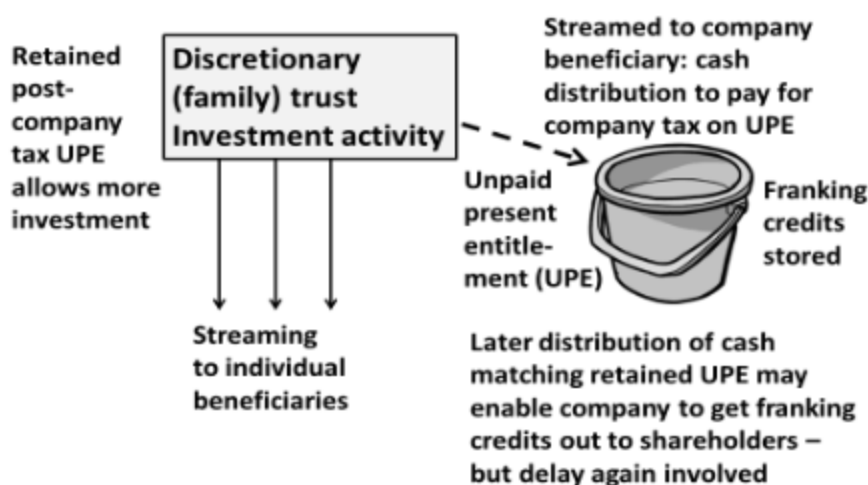 Retained
post-
company
tax UPE
allows more
investment
Discretionary
(family) trust
Investment activity
Streamed to company
beneficiary: cash
distribution to pay for
company tax on UPE
Unpaid
present
entitle-
ment (UPE)
Franking
credits
stored
Streaming
to individual
beneficiaries
Later distribution of cash
matching retained UPE may
enable company to get franking
credits out to shareholders –
but delay again involved